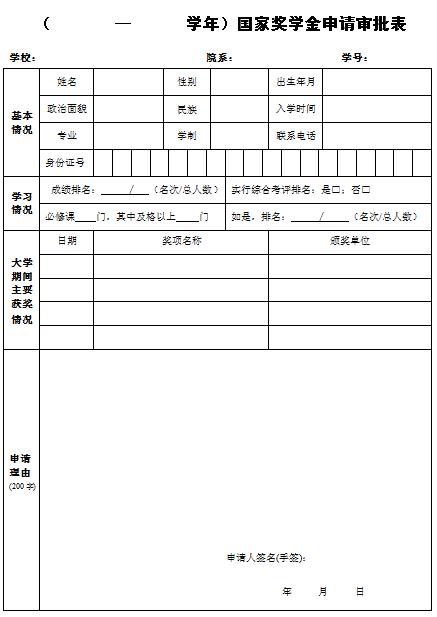 （ — 学年）国家奖学金申请审批表
学校： 院系： 学号：
基本情况
姓名 性别 出生年月
政治面貌 民族 入学时间
专业 学制 联系电话
身份证号
学习情况
成绩排名： / （名次/总人数） 实行综合考评排名：是□；否□
必修课____门，其中及格以上____门 如是，排名： / （名次/总人数）
大学期间主要获奖情况
日期 奖项名称 颁奖单位
申请理由
(200字)
申请人签名(手签)：
年 月 日